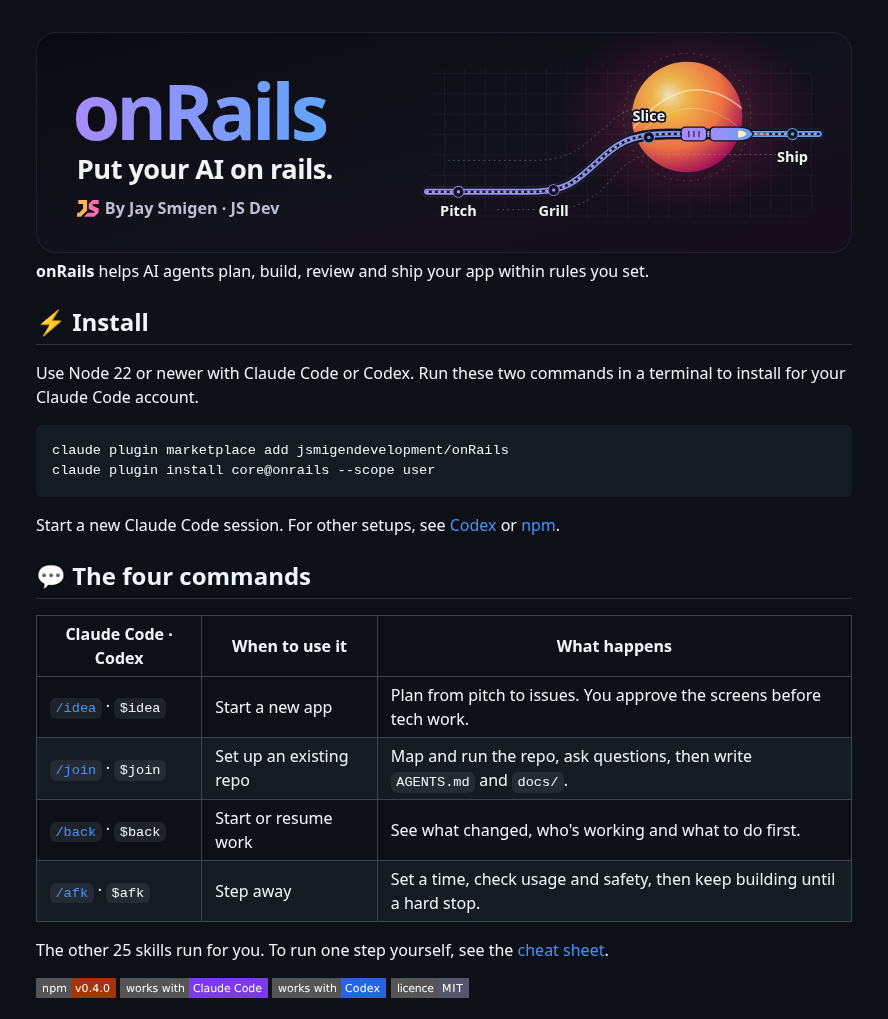 onRails
Put your AI on rails.
JS By Jay Smigen · JS Dev
Slice
Ship
Pitch
Grill
onRails helps AI agents plan, build, review and ship your app within rules you set.
⚡ Install
Use Node 22 or newer with Claude Code or Codex. Run these two commands in a terminal to install for your
Claude Code account.
claude plugin marketplace add jsmigendevelopment/onRails
claude plugin install core@onrails --scope user
Start a new Claude Code session. For other setups, see Codex or npm.
💬 The four commands
Claude Code ·
Codex
When to use it
What happens
/idea · $idea
Start a new app
Plan from pitch to issues. You approve the screens before
tech work.
/join · $join
Set up an existing
repo
Map and run the repo, ask questions, then write
AGENTS.md and docs/.
/back · $back
Start or resume
work
See what changed, who's working and what to do first.
/afk · $afk
Step away
Set a time, check usage and safety, then keep building until
a hard stop.
The other 25 skills run for you. To run one step yourself, see the cheat sheet.
npm v0.4.0 works with Claude Code works with Codex licence MIT